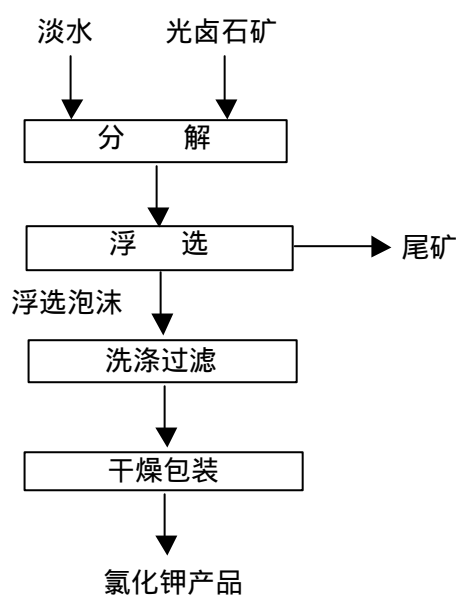 淡水 光卤石矿
分 解
浮 选 尾矿
浮选泡沫
洗涤过滤
干燥包装
氯化钾产品